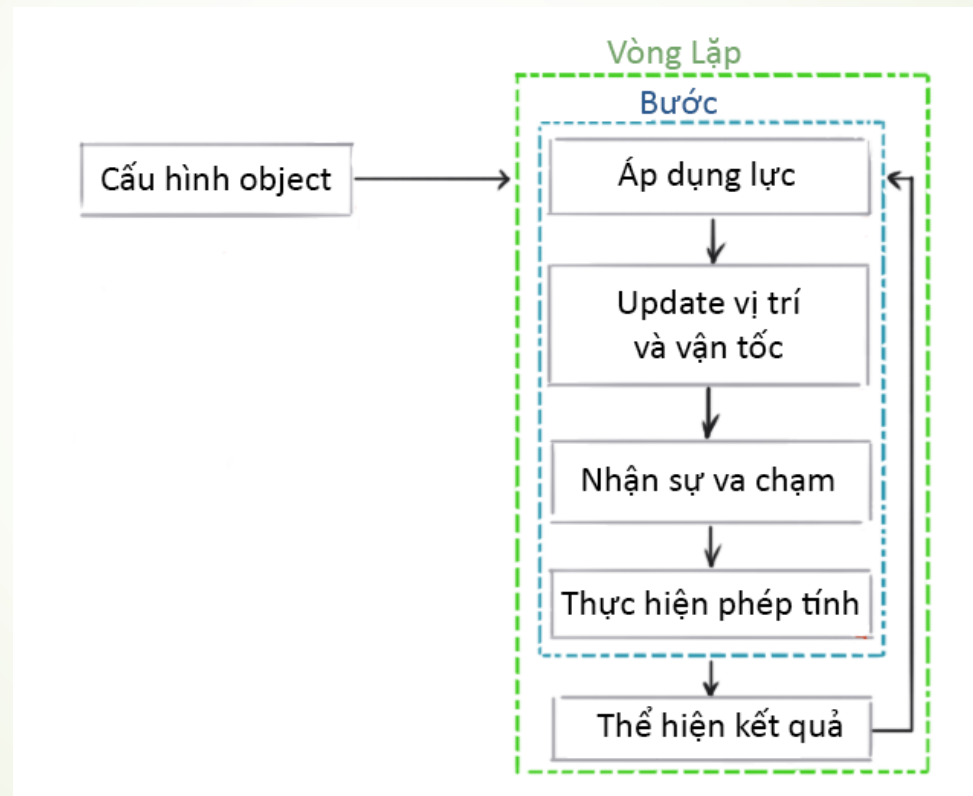 Vòng Lặp
Bước
Cấu hình object
Áp dụng lực
Update vị trí
và vận tốc
Nhận sự va chạm
Thực hiện phép tính
Thể hiện kết quả